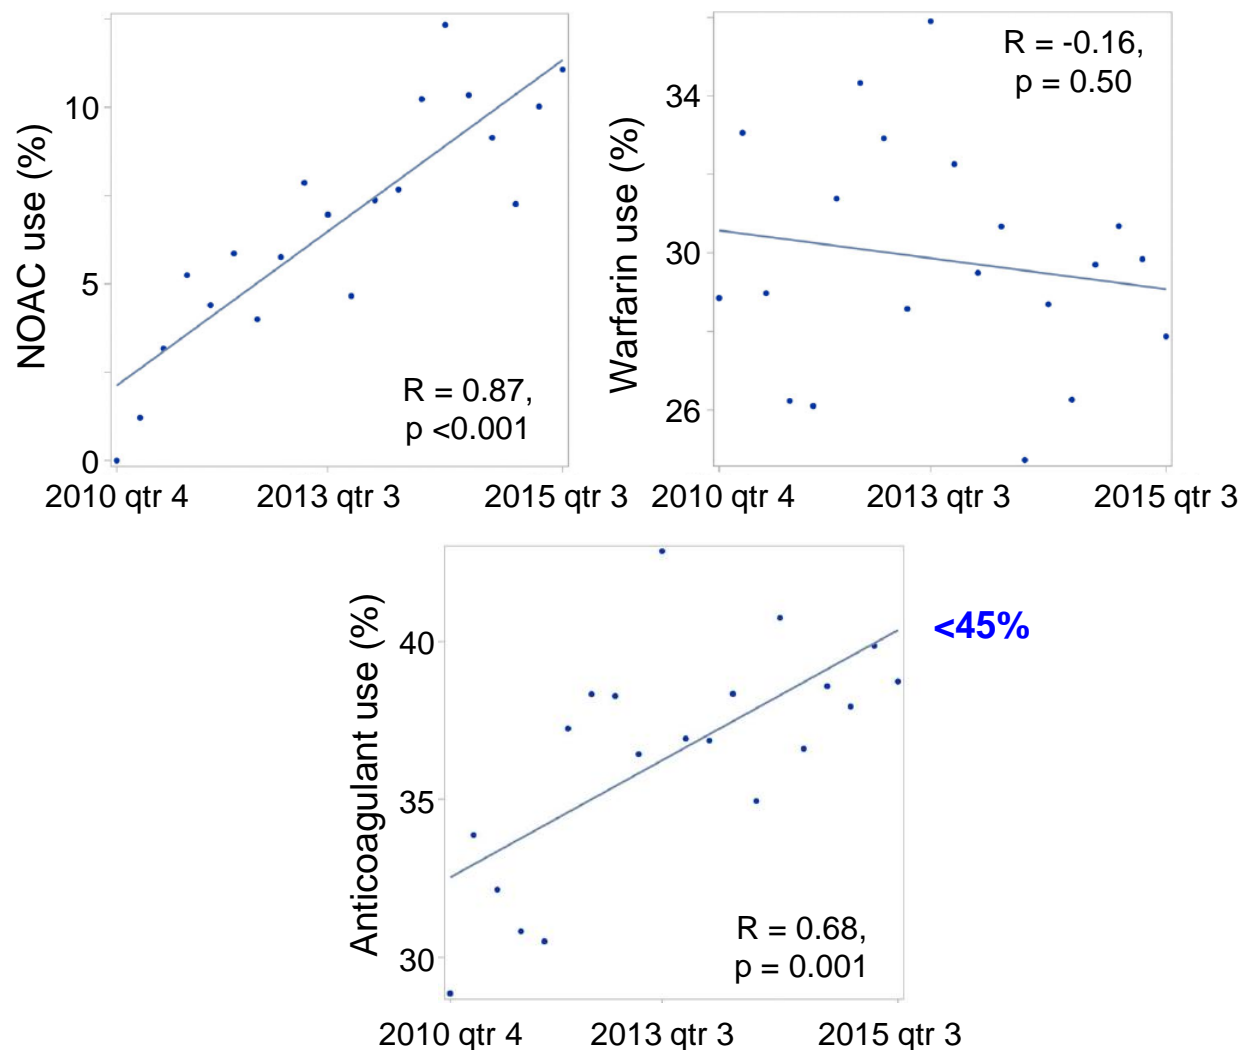 NOAC use (%)
10
5
0
R = 0.87,
p <0.001
2010 qtr 4
2013 qtr 3
2015 qtr 3
Warfarin use (%)
34
30
26
R = -0.16,
p = 0.50
2010 qtr 4
2013 qtr 3
2015 qtr 3
Anticoagulant use (%)
40
35
30
<45%
R = 0.68,
p = 0.001
2010 qtr 4
2013 qtr 3
2015 qtr 3